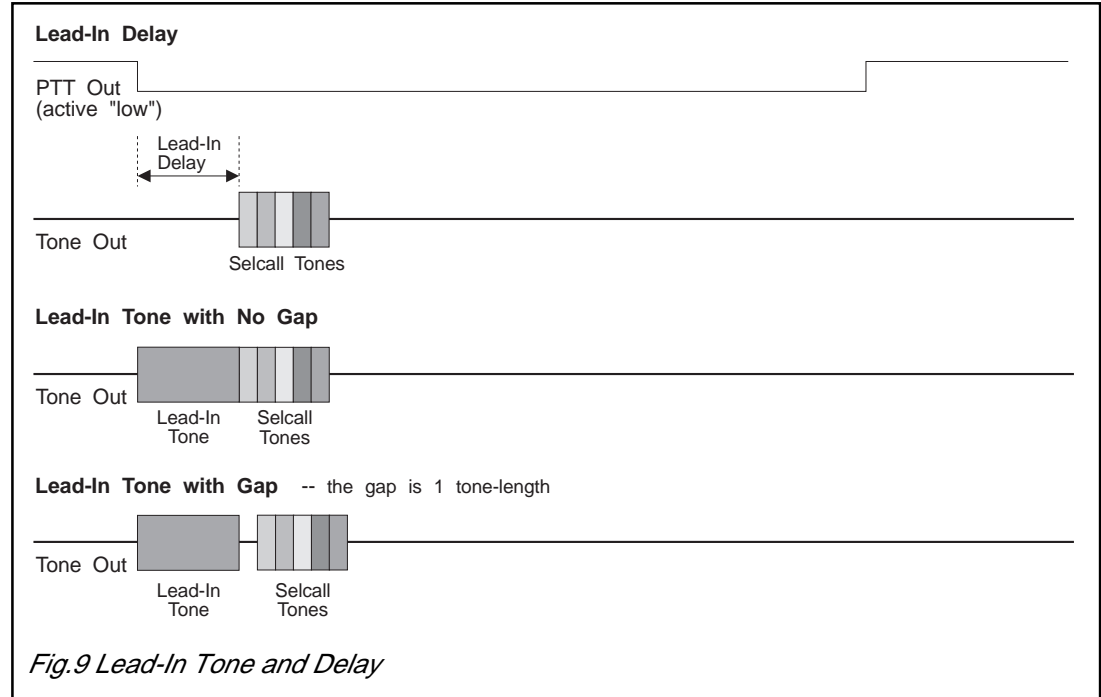 Lead-In Delay
PTT Out
(active "low")
Lead-In
Delay
Tone Out
Selcall Tones
Lead-In Tone with No Gap
Tone Out
Lead-In
Tone
Selcall
Tones
Lead-In Tone with Gap -- the gap is 1 tone-length
Tone Out
Lead-In
Tone
Selcall
Tones
Fig.9 Lead-In Tone and Delay